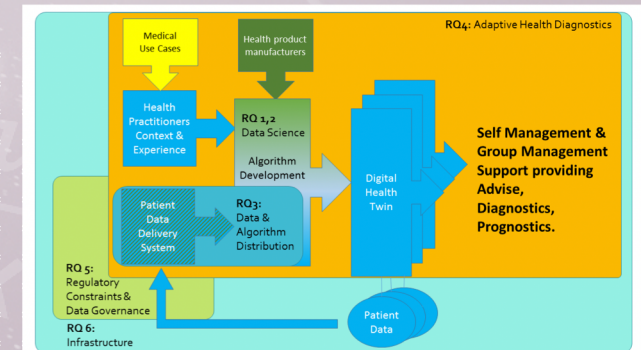 RQ4: Adaptive Health Diagnostics
Medical
Use Cases
Health product
manufacturers
Health
Practitioners
Context &
Experience
RQ 1,2
Data Science
Algorithm
Development
Digital
Health
Twin
Self Management &
Group Management
Support providing
Advise,
Diagnostics,
Prognostics.
Patient
Data
Delivery
System
RQ3:
Data &
Algorithm
Distribution
RQ 5:
Regulatory
Constraints &
Data Governance
RQ 6:
Infrastructure
Patient
Data